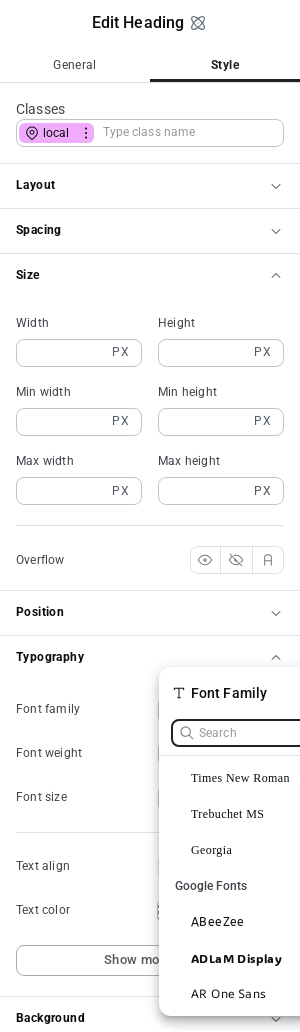 Edit Heading
General Style
Classes
local Type class name
Layout
Spacing
Size
Width Height
PX PX
Min width Min height
PX PX
Max width Max height
PX PX
Overflow
Position
Typography
Font Family
Font family
Search
Font weight
Times New Roman
Font size
Trebuchet MS
Georgia
Text align
Google Fonts
Text color
ABeeZee
Show mo
ADLaM Display
AR One Sans
Background